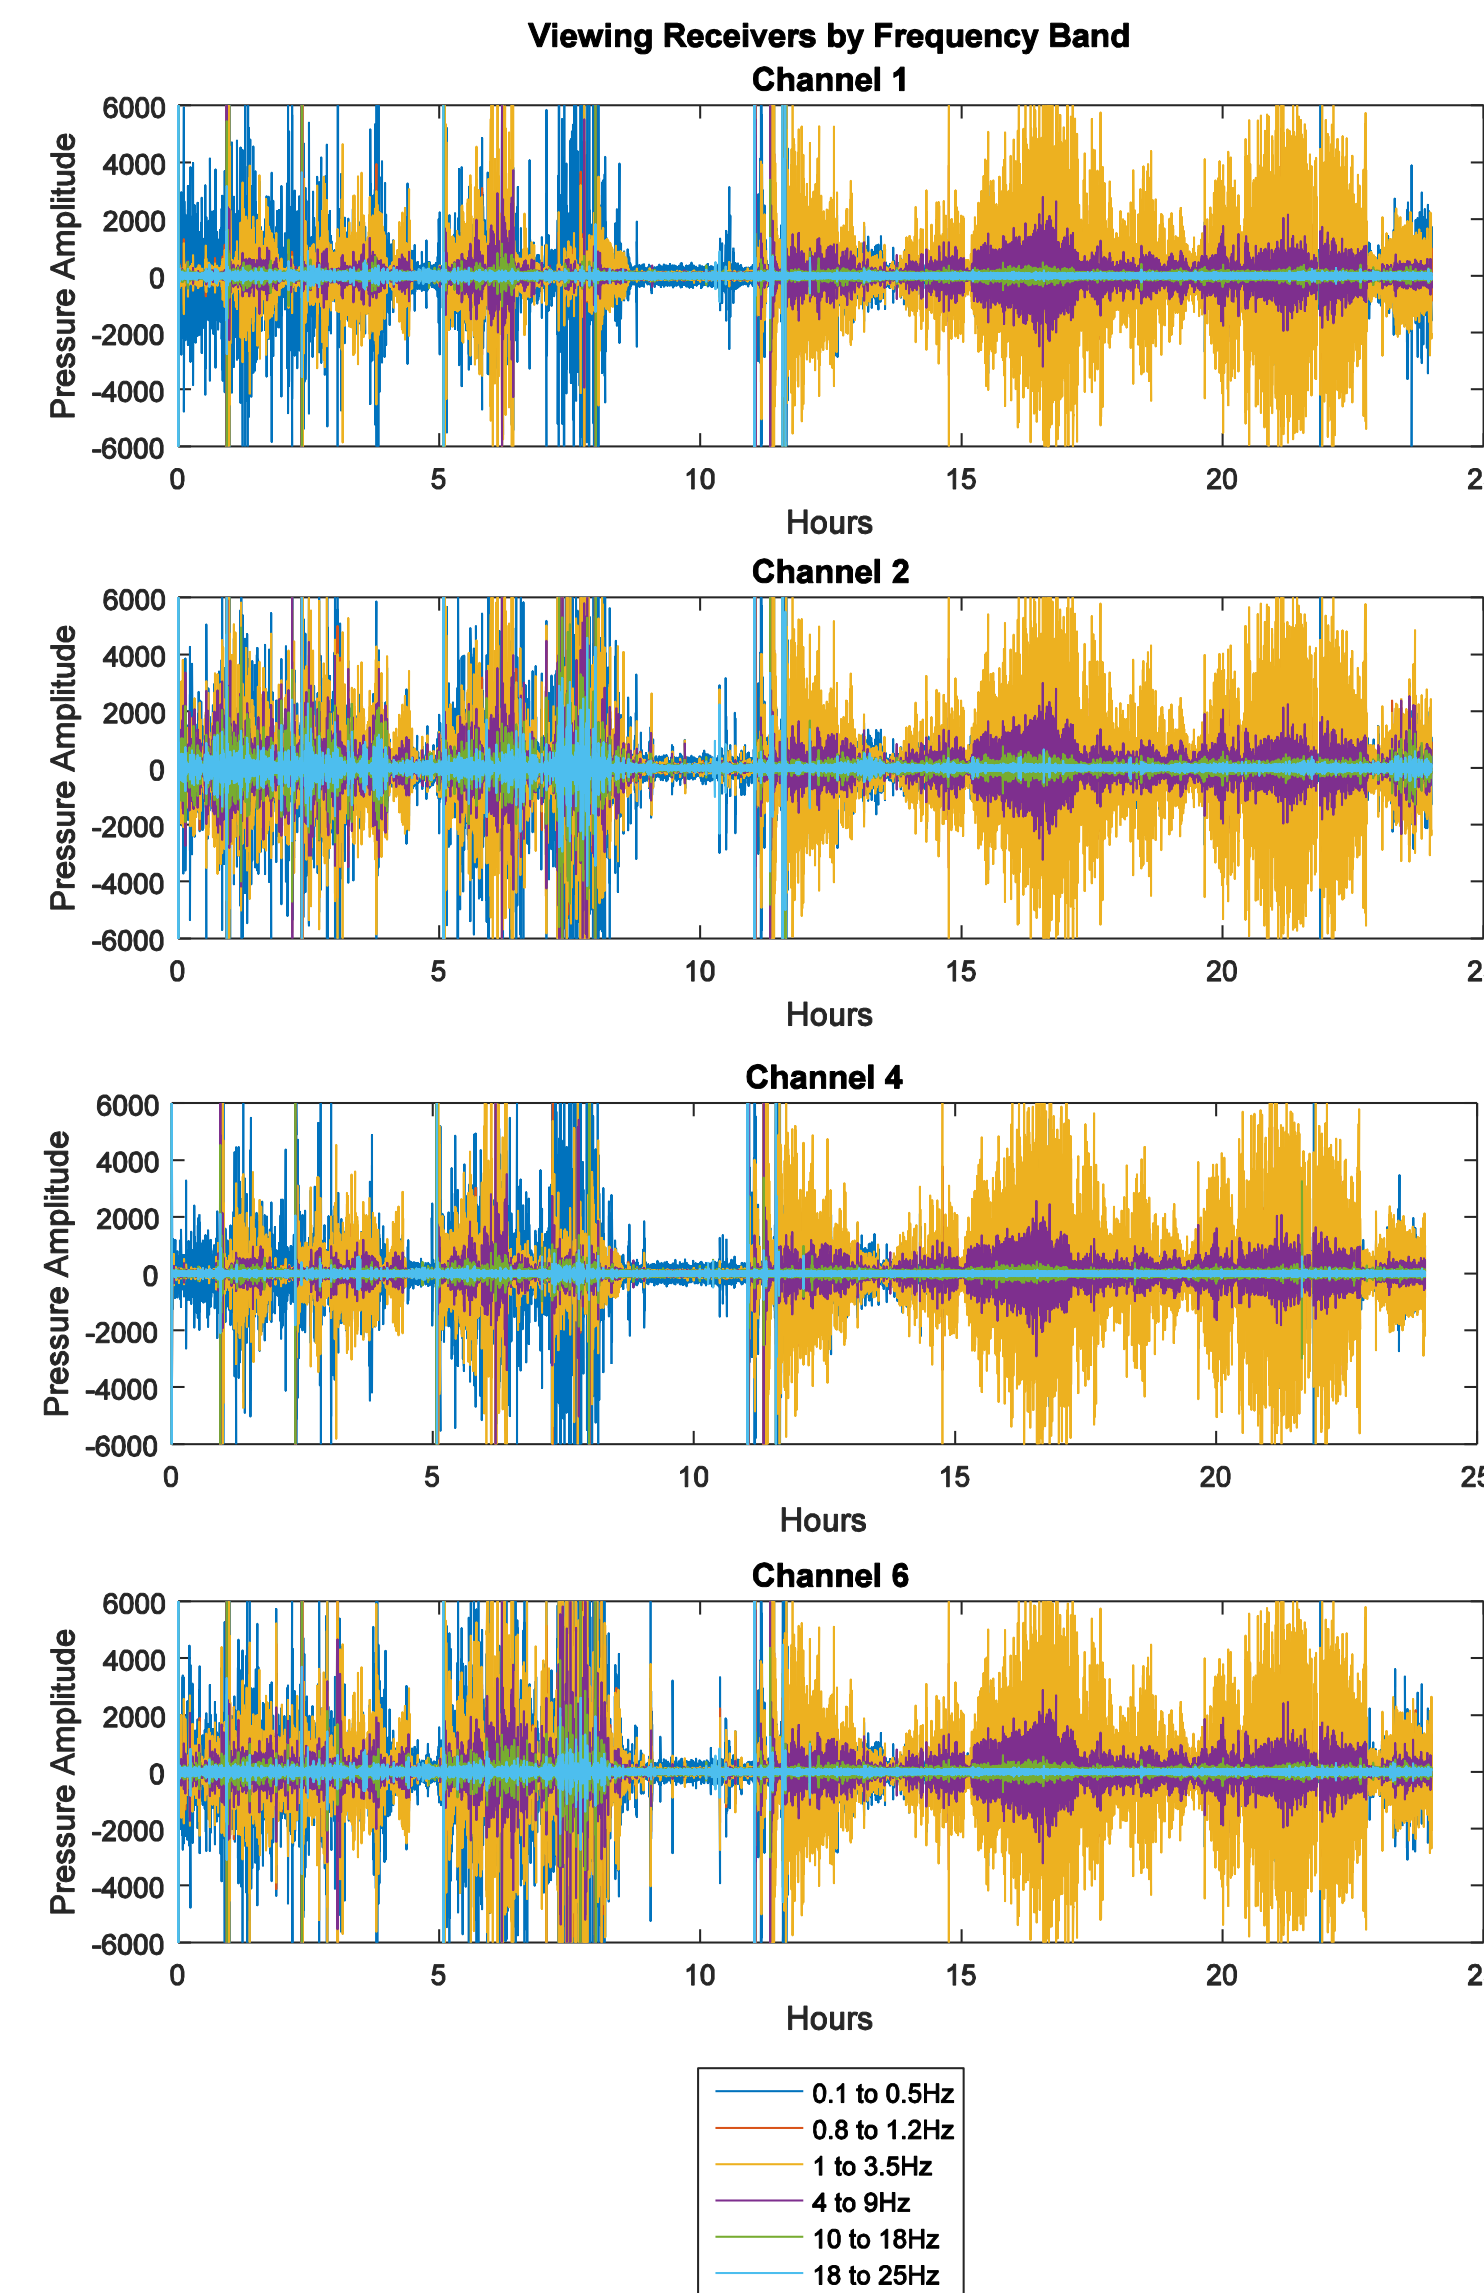 Viewing Receivers by Frequency Band
Channel 1
6000
4000
2000
0
-2000
-4000
-6000
Pressure Amplitude
0 5 10 15 20 2
Hours
Channel 2
6000
4000
2000
0
-2000
-4000
-6000
Pressure Amplitude
0 5 10 15 20 2
Hours
Channel 4
6000
4000
2000
0
-2000
-4000
-6000
Pressure Amplitude
0 5 10 15 20 25
Hours
Channel 6
6000
4000
2000
0
-2000
-4000
-6000
Pressure Amplitude
0 5 10 15 20 2
Hours
0.1 to 0.5Hz
0.8 to 1.2Hz
1 to 3.5Hz
4 to 9Hz
10 to 18Hz
18 to 25Hz